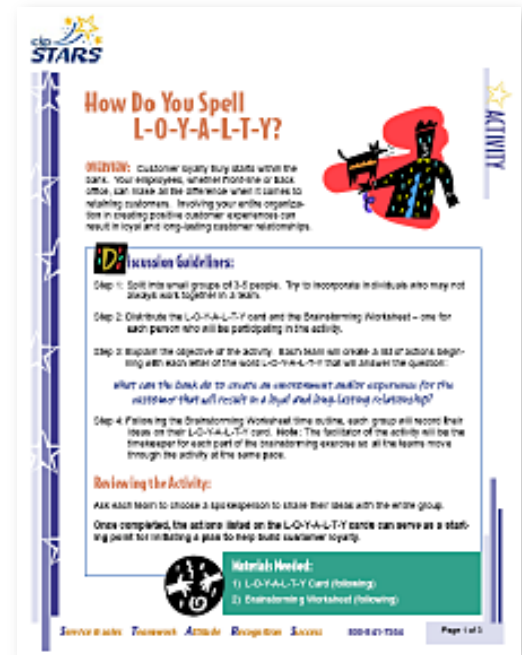 clip
STARS
ACTIVITY
How Do You Spell
L-O-Y-A-L-T-Y?
OVERVIEW: Customer loyalty truly starts within the
bank. Your employees, whether front-line or back
office, can make all the difference when it comes to
retaining customers. Involving your entire organiza-
tion in creating positive customer experiences can
result in loyal and long-lasting customer relationships.
Discussion Guidelines:
Step 1: Split into small groups of 3-5 people. Try to incorporate individuals who may not
always work together in a team.
Step 2: Distribute the L-O-Y-A-L-T-Y card and the Brainstorming Worksheet – one for
each person who will be participating in the activity.
Step 3: Explain the objective of the activity. Each team will create a list of actions begin-
ning with each letter of the word L-O-Y-A-L-T-Y that will answer the question:
What can the bank do to create an environment and/or experience for the
customer that will result in a loyal and long-lasting relationship?
Step 4: Following the Brainstorming Worksheet time outline, each group will record their
ideas on their L-O-Y-A-L-T-Y card. Note: The facilitator of the activity will be the
timekeeper for each part of the brainstorming exercise so all the teams move
through the activity at the same pace.
Reviewing the Activity:
Ask each team to choose a spokesperson to share their ideas with the entire group.
Once completed, the actions listed on the L-O-Y-A-L-T-Y cards can serve as a start-
ing point for initiating a plan to help build customer loyalty.
Materials Needed:
1) L-O-Y-A-L-T-Y Card (following)
2) Brainstorming Worksheet (following)
Service & sales Teamwork Attitude Recognition Success
Page 1 of 3